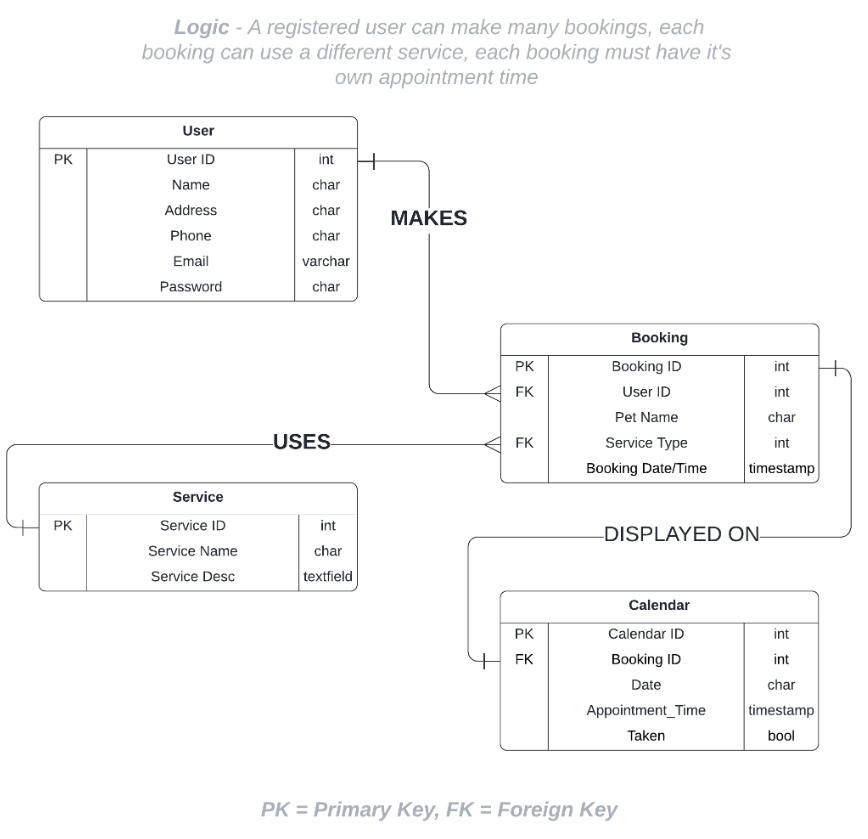 Logic - A registered user can make many bookings, each
booking can use a different service, each booking must have it's
own appointment time
User
PK User ID int
Name char
Address char
Phone char
Email varchar
Password char
MAKES
Booking
PK Booking ID int
FK User ID int
Pet Name char
FK Service Type int
Booking Date/Time timestamp
USES
Service
PK Service ID int
Service Name char
Service Desc textfield
DISPLAYED ON
Calendar
PK Calendar ID int
FK Booking ID int
Date char
Appointment_Time timestamp
Taken bool
PK = Primary Key, FK = Foreign Key